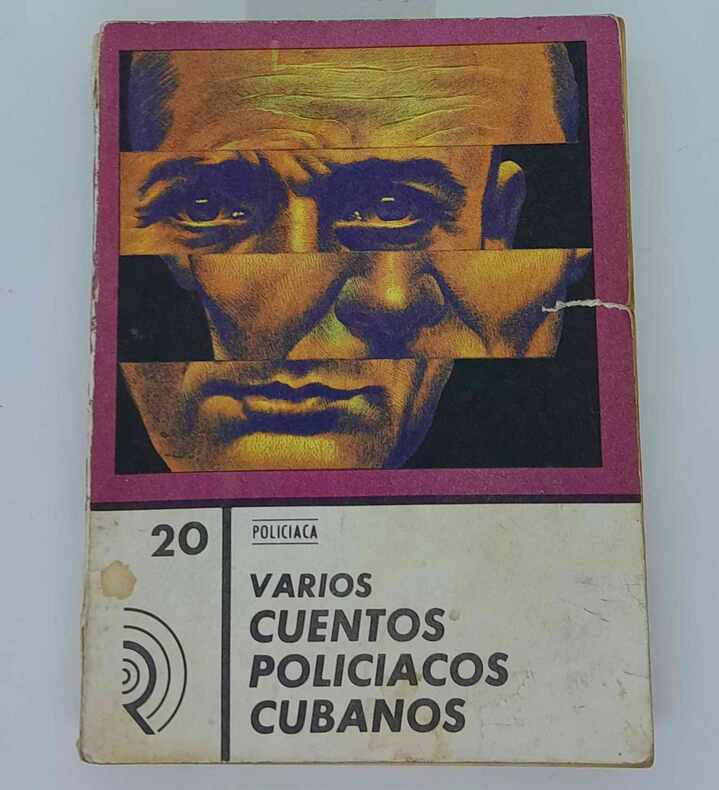 20
POLICIACA
VARIOS
CUENTOS
POLICIACOS
CUBANOS